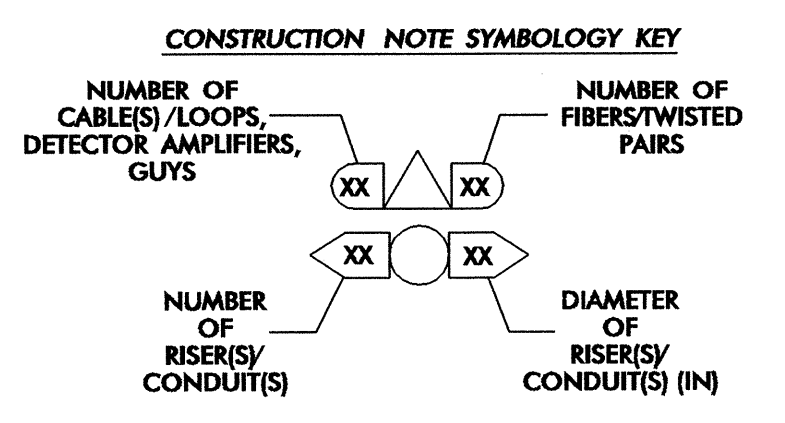 CONSTRUCTION NOTE SYMBOLOGY KEY
NUMBER OF
CABLE(S) /LOOPS,
DETECTOR AMPLIFIERS,
GUYS
NUMBER OF
FIBERS/TWISTED
PAIRS
XX XX
XX XX
NUMBER
OF
RISER(S)/
CONDUIT(S)
DIAMETER
OF
RISER(S)/
CONDUIT(S) (IN)